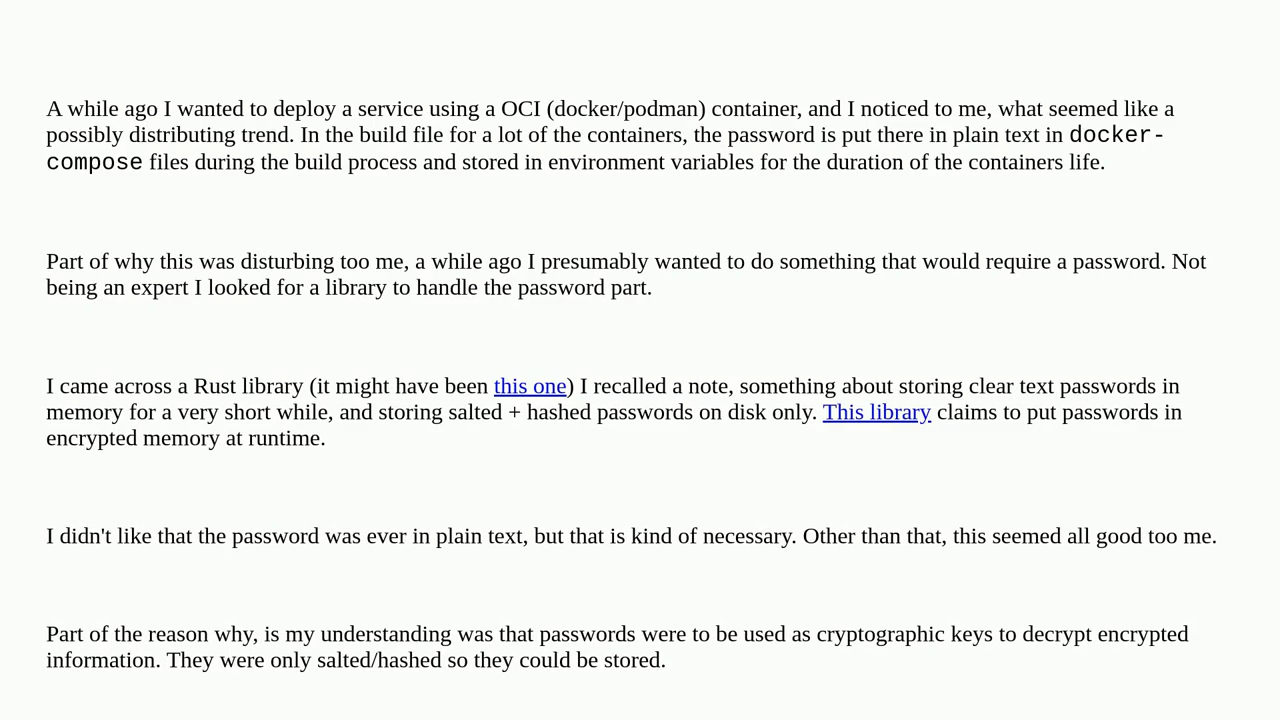 A while ago I wanted to deploy a service using a OCI (docker/podman) container, and I noticed to me, what seemed like a
possibly distributing trend. In the build file for a lot of the containers, the password is put there in plain text in docker-
compose files during the build process and stored in environment variables for the duration of the containers life.
Part of why this was disturbing too me, a while ago I presumably wanted to do something that would require a password. Not
being an expert I looked for a library to handle the password part.
I came across a Rust library (it might have been this one) I recalled a note, something about storing clear text passwords in
memory for a very short while, and storing salted + hashed passwords on disk only. This library claims to put passwords in
encrypted memory at runtime.
I didn't like that the password was ever in plain text, but that is kind of necessary. Other than that, this seemed all good too me.
Part of the reason why, is my understanding was that passwords were to be used as cryptographic keys to decrypt encrypted
information. They were only salted/hashed so they could be stored.